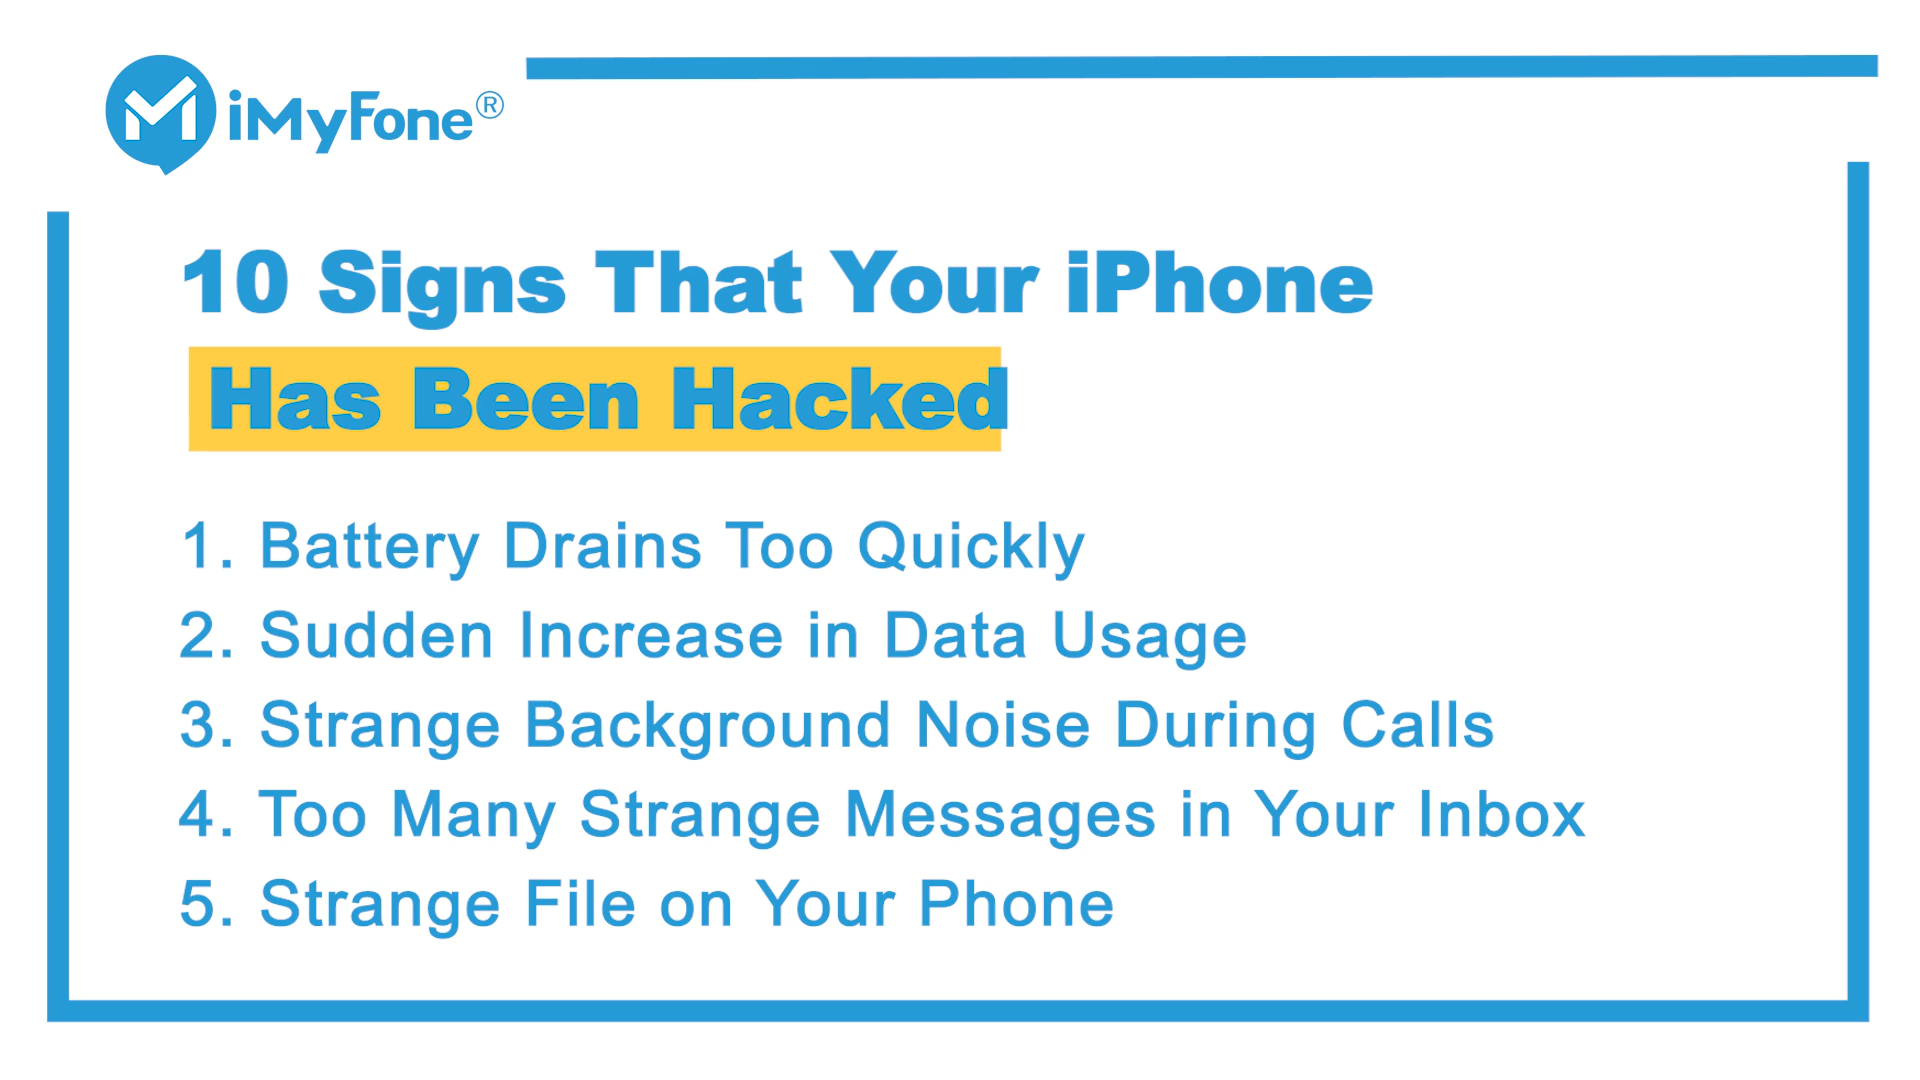 iMyFone®
10 Signs That Your iPhone
Has Been Hacked
1. Battery Drains Too Quickly
2. Sudden Increase in Data Usage
3. Strange Background Noise During Calls
4. Too Many Strange Messages in Your Inbox
5. Strange File on Your Phone